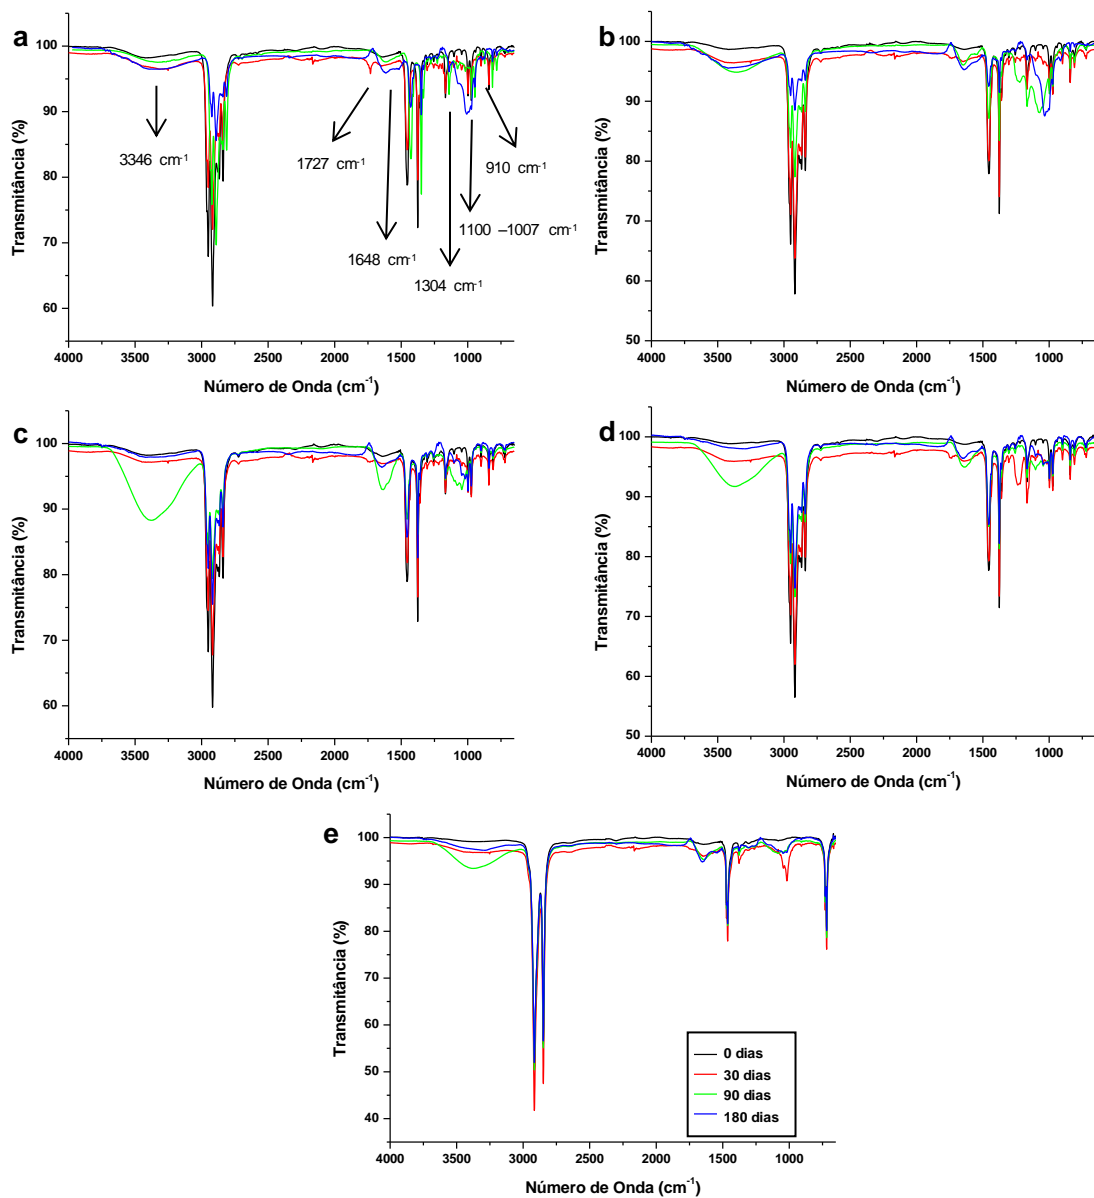 a
100
90
80
70
60
4000
3500
3000
2500
2000
1500
1000
Transmitância (%)
Número de Onda (cm-1)
3346 cm-1
1727 cm-1
1648 cm-1
1304 cm-1
1100 –1007 cm-1
910 cm-1
b
100
90
80
70
60
50
4000
3500
3000
2500
2000
1500
1000
Transmitância (%)
Número de Onda (cm-1)
c
100
90
80
70
60
4000
3500
3000
2500
2000
1500
1000
Transmitância (%)
Número de Onda (cm-1)
d
100
90
80
70
60
50
4000
3500
3000
2500
2000
1500
1000
Transmitância (%)
Número de Onda (cm-1)
e
100
90
80
70
60
50
40
4000
3500
3000
2500
2000
1500
1000
Transmitância (%)
Número de Onda (cm-1)
0 dias
30 dias
90 dias
180 dias